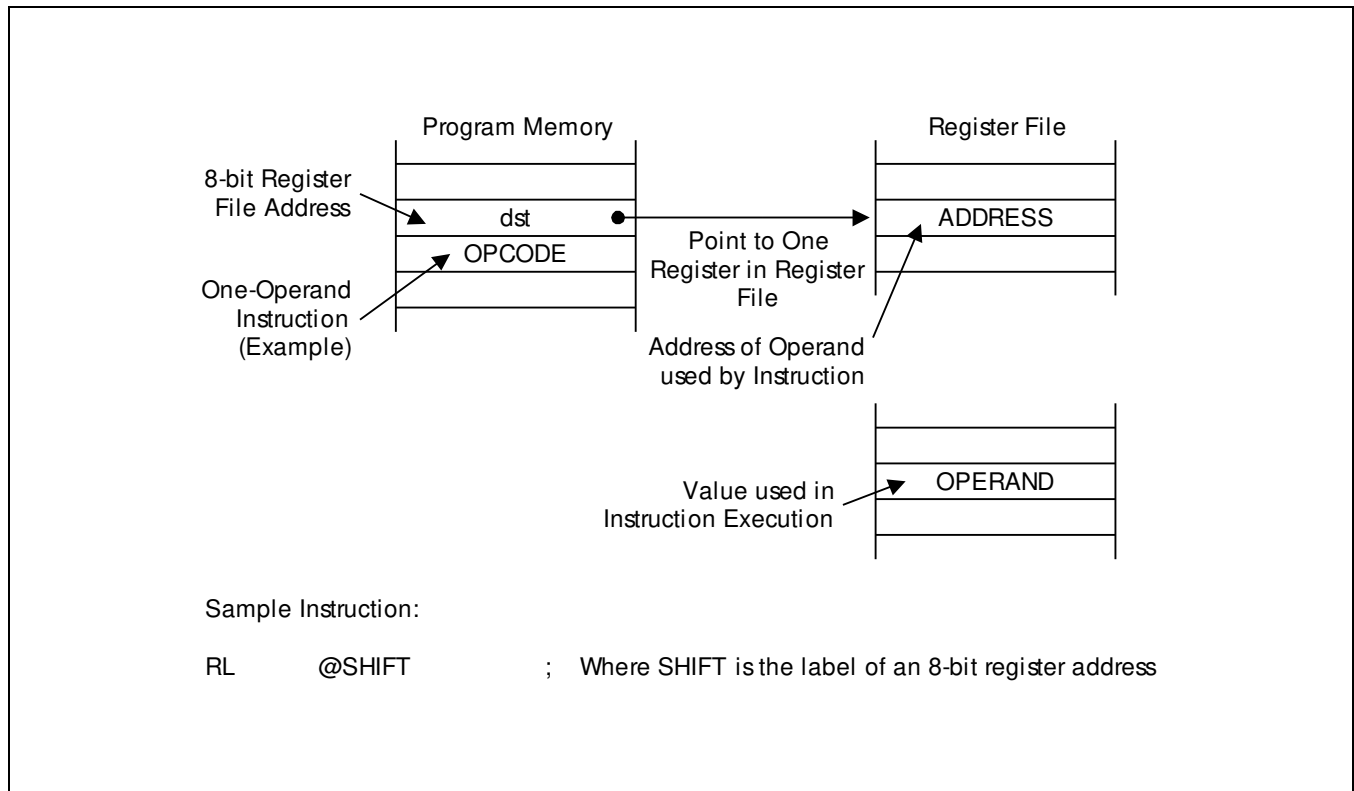 Program Memory
Register File
8-bit Register
File Address
dst
ADDRESS
OPCODE
Point to One
Register in Register
File
One-Operand
Instruction
(Example)
Address of Operand
used by Instruction
OPERAND
Value used in
Instruction Execution
Sample Instruction:
RL @SHIFT ; Where SHIFT is the label of an 8-bit register address